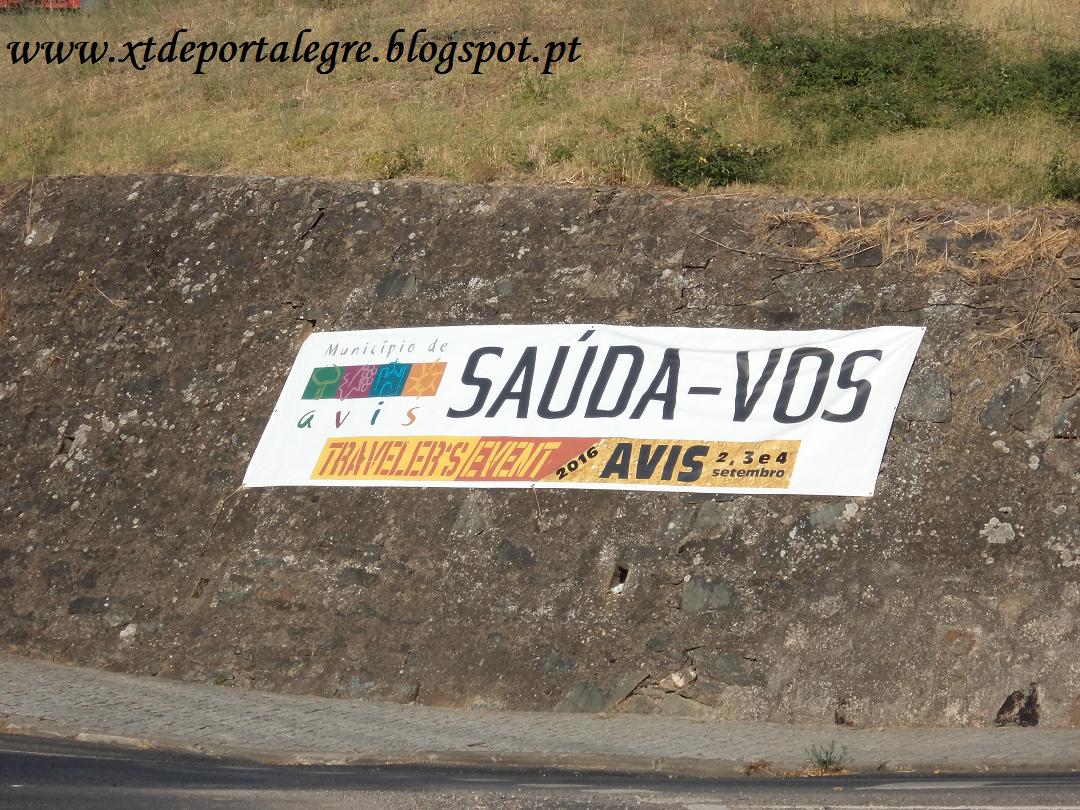 www.xtdeportalegre.blogspot.pt
Município de
avis
SAÚDA-VOS
TRAVELER'S EVENT 2016 AVIS 2, 3 e 4
setembro